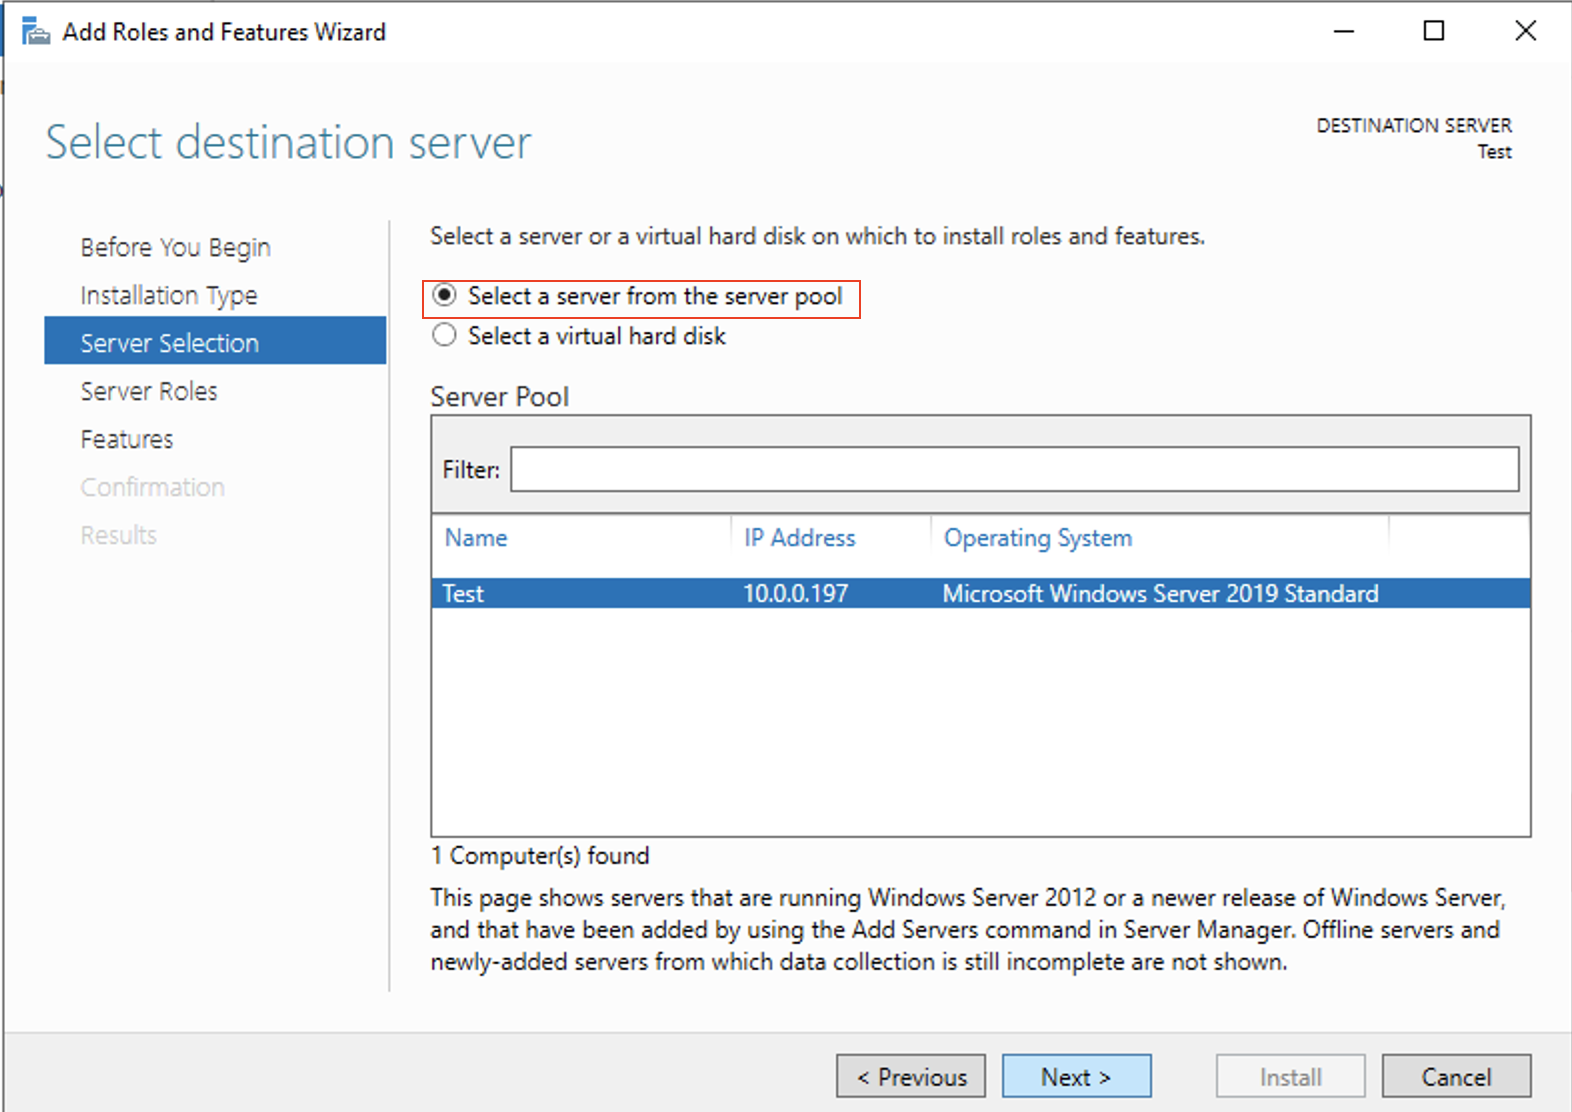 Add Roles and Features Wizard
Select destination server
DESTINATION SERVER
Test
Before You Begin
Installation Type
Server Selection
Server Roles
Features
Confirmation
Results
Select a server or a virtual hard disk on which to install roles and features.
Select a server from the server pool
Select a virtual hard disk
Server Pool
Filter:
Name IP Address Operating System
Test 10.0.0.197 Microsoft Windows Server 2019 Standard
1 Computer(s) found
This page shows servers that are running Windows Server 2012 or a newer release of Windows Server,
and that have been added by using the Add Servers command in Server Manager. Offline servers and
newly-added servers from which data collection is still incomplete are not shown.
< Previous Next > Install Cancel